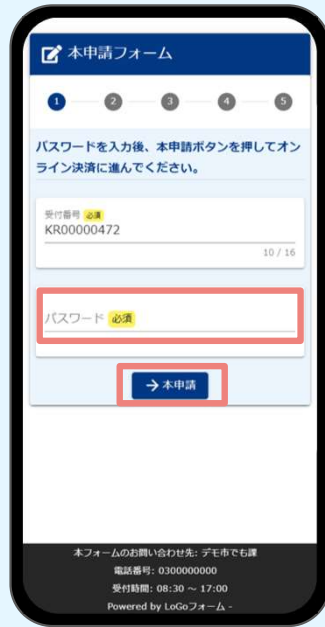 本申請フォーム
1 2 3 4 5
パスワードを入力後、本申請ボタンを押してオン
ライン決済に進んでください。
受付番号 必須
KR00000472
10 / 16
パスワード 必須
→ 本申請
本フォームのお問い合わせ先: デモ市でも課
電話番号: 0300000000
受付時間: 08:30 ～ 17:00
Powered by LoGoフォーム -